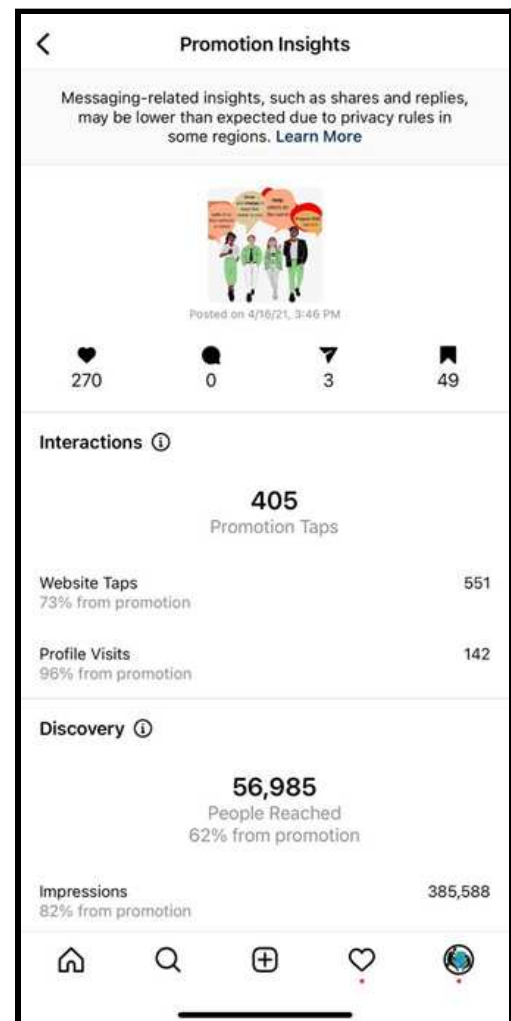 Promotion Insights
Messaging-related insights, such as shares and replies,
may be lower than expected due to privacy rules in
some regions. Learn More
Posted on 4/16/21, 3:46 PM
270 0 3 49
Interactions
405
Promotion Taps
Website Taps 551
73% from promotion
Profile Visits 142
96% from promotion
Discovery
56,985
People Reached
62% from promotion
Impressions 385,588
82% from promotion